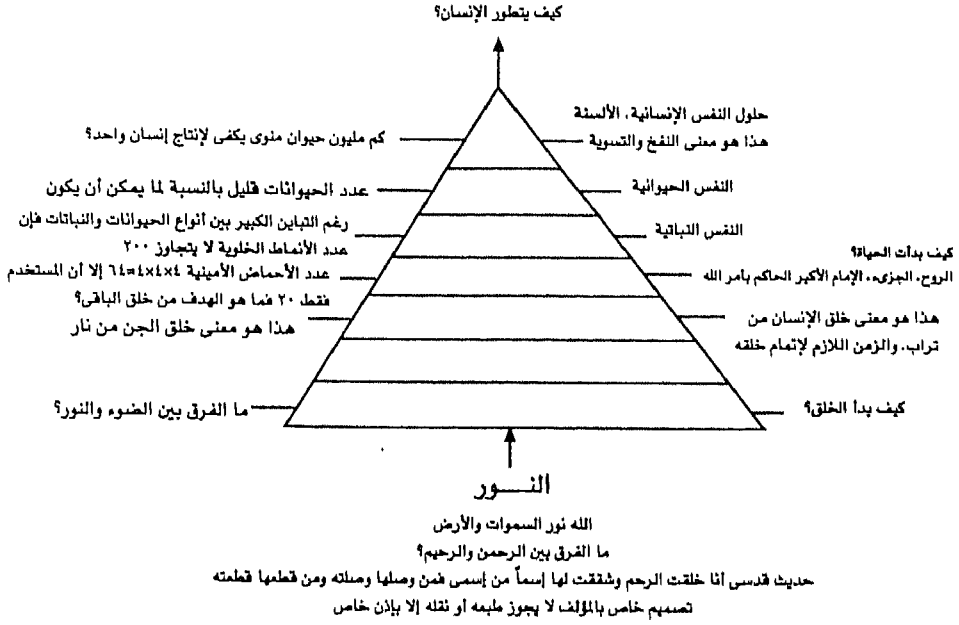 كيف يتطور الإنسان؟
حلول النفس الإنسانية، الألسنة
هذا هو معنى النفخ والتسوية
كم مليون حيوان منوى يكفى لإنتاج إنسان واحد؟
النفس الحيوانية
عدد الحيوانات قليل بالنسبة لما يمكن أن يكون
النفس النباتية
رغم التباين الكبير بين أنواع الحيوانات والنباتات فإن
عدد الأنماط الخلوية لا يتجاوز ٢٠٠
كيف بدأت الحياة؟
الروح، الجزىء، الإمام الأكبر الحاكم بأمر الله
عدد الأحماض الأمينية ٤×٤×٤=٦٤ إلا أن المستخدم
فقط ٢٠ فما هو الهدف من خلق الباقى؟
هذا هو معنى خلق الإنسان من
تراب، والزمن اللازم لإتمام خلقه
هذا هو معنى خلق الجن من نار
كيف بدأ الخلق؟
ما الفرق بين الضوء والنور؟
النـــور
الله نور السموات والأرض
ما الفرق بين الرحمن والرحيم؟
حديث قدسى أنا خلقت الرحم وشققت لها إسماً من إسمى فمن وصلها وصلته ومن قطعها قطعته
تصميم خاص بالمؤلف لا يجوز طبعه أو نقله إلا بإذن خاص